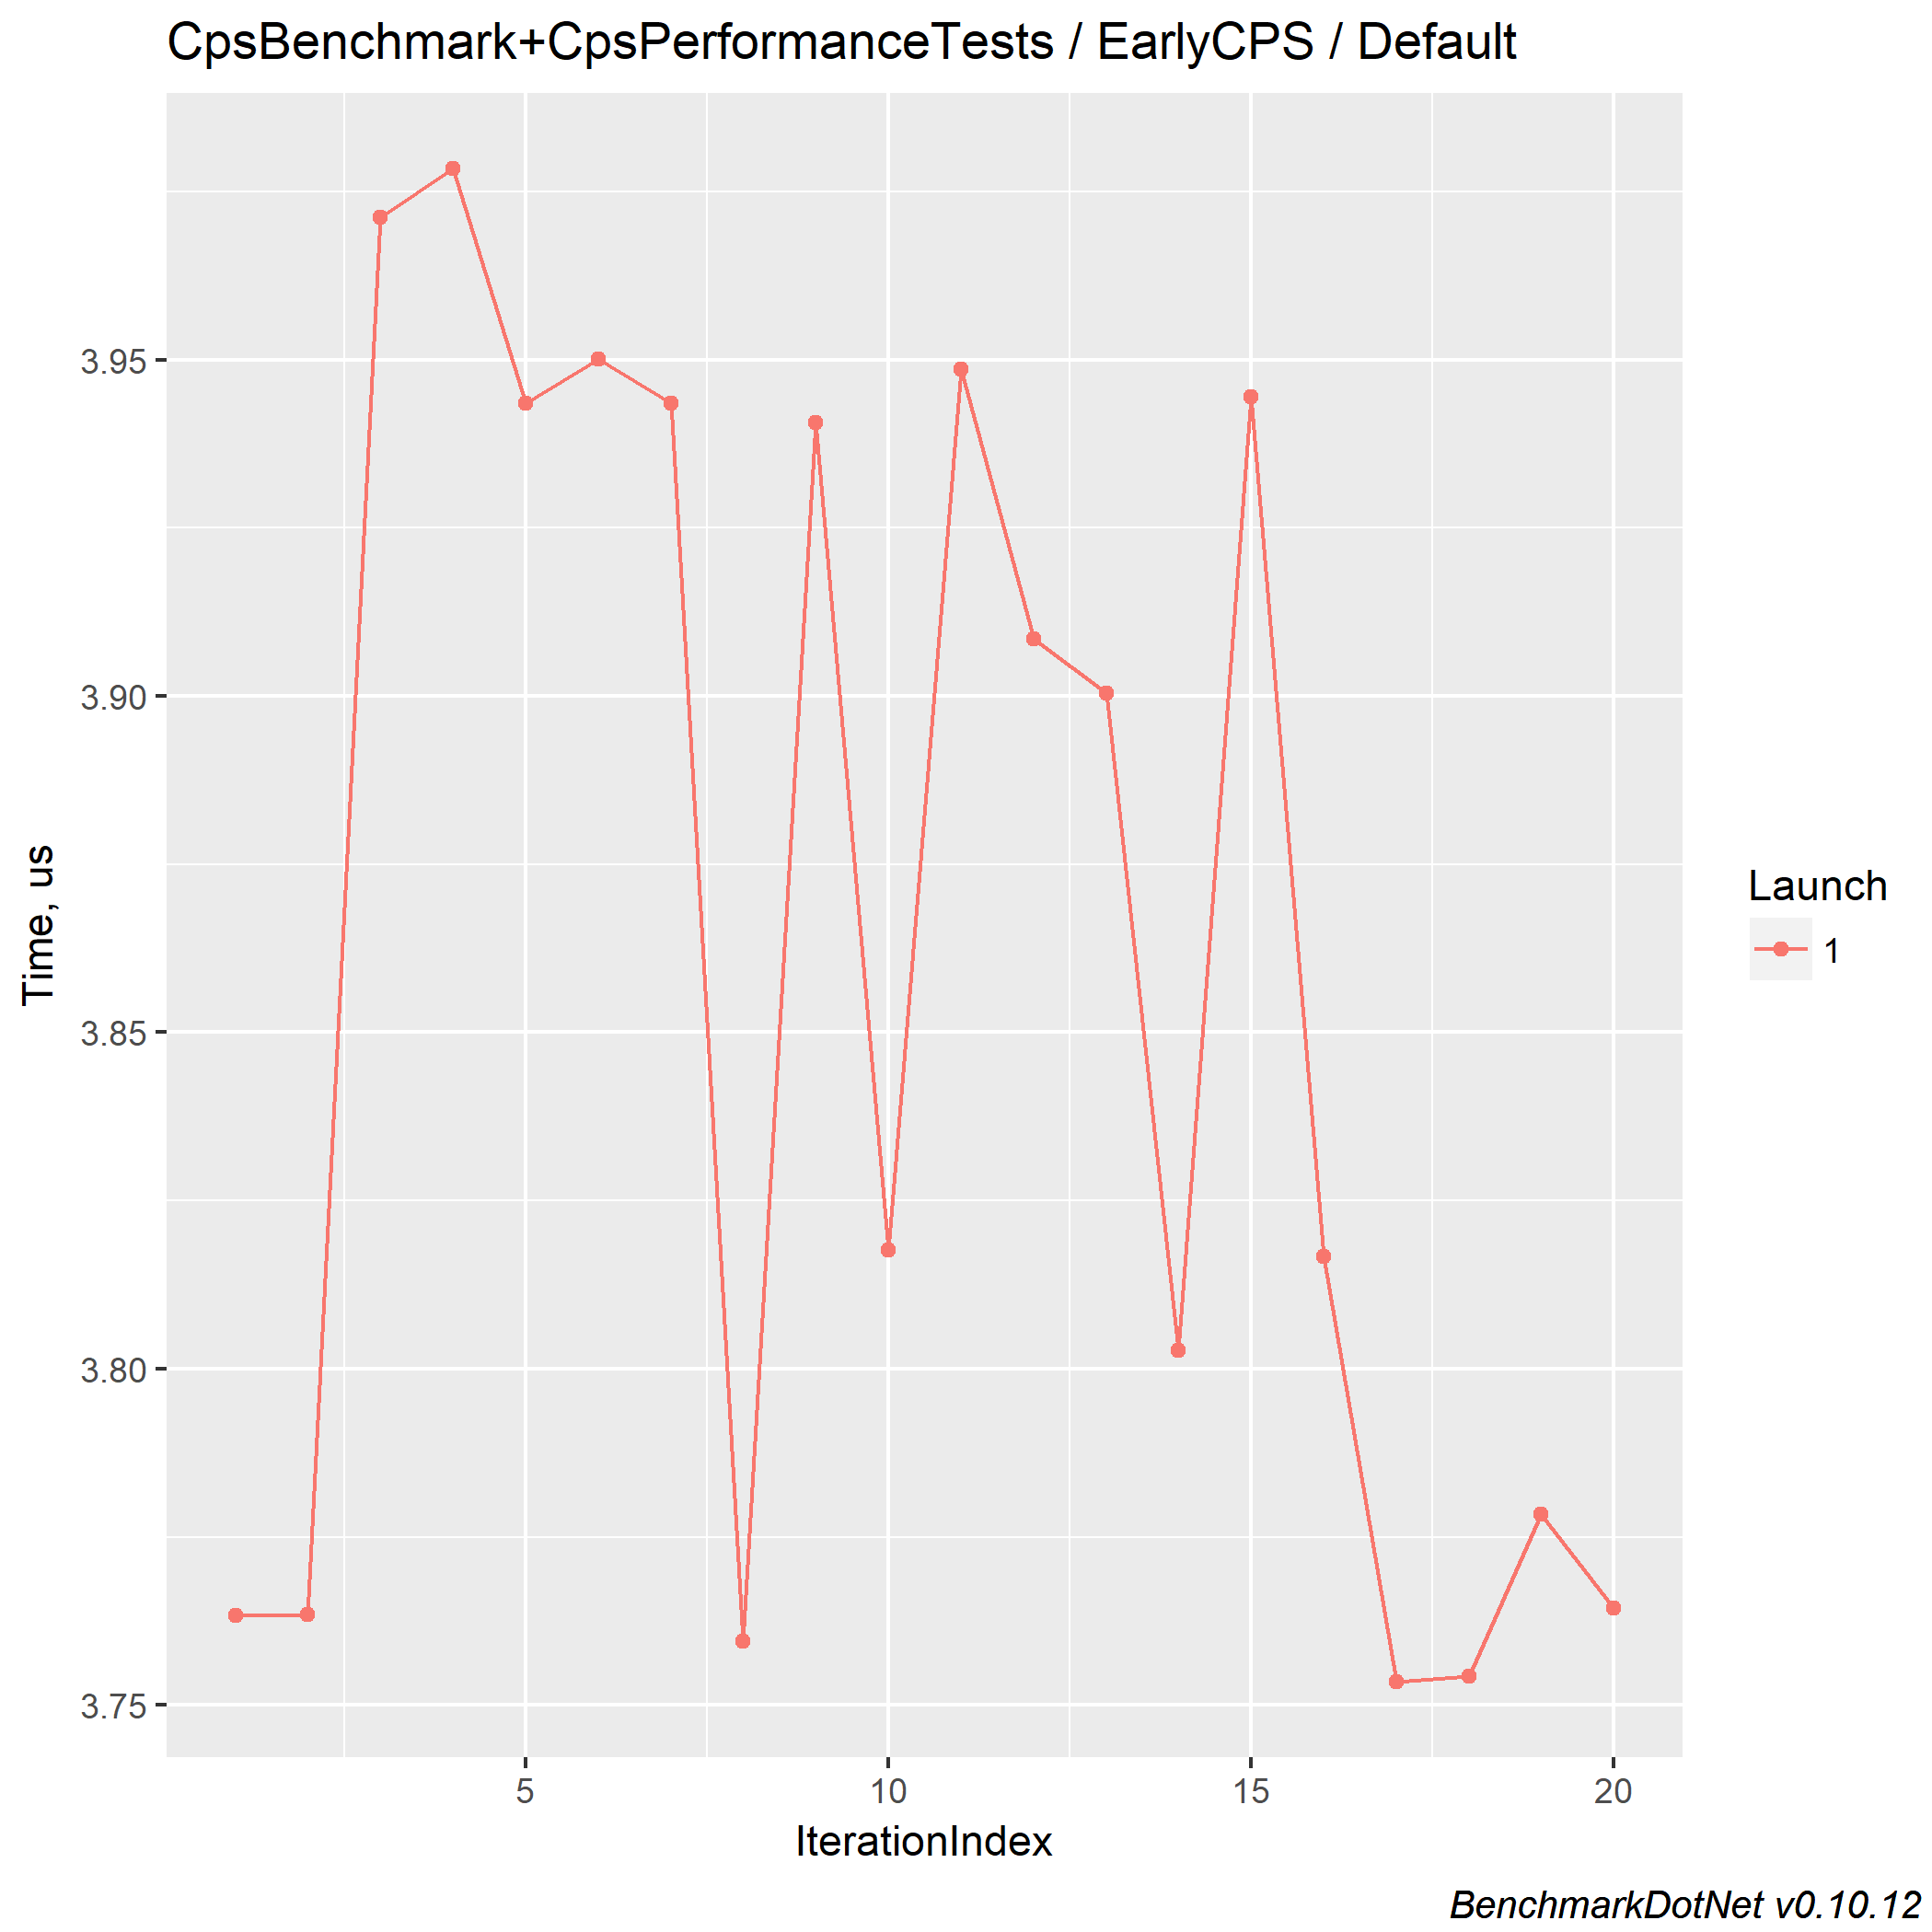 CpsBenchmark+CpsPerformanceTests / EarlyCPS / Default
3.95
3.90
3.85
3.80
3.75
Time, us
5 10 15 20
IterationIndex
Launch
1
BenchmarkDotNet v0.10.12